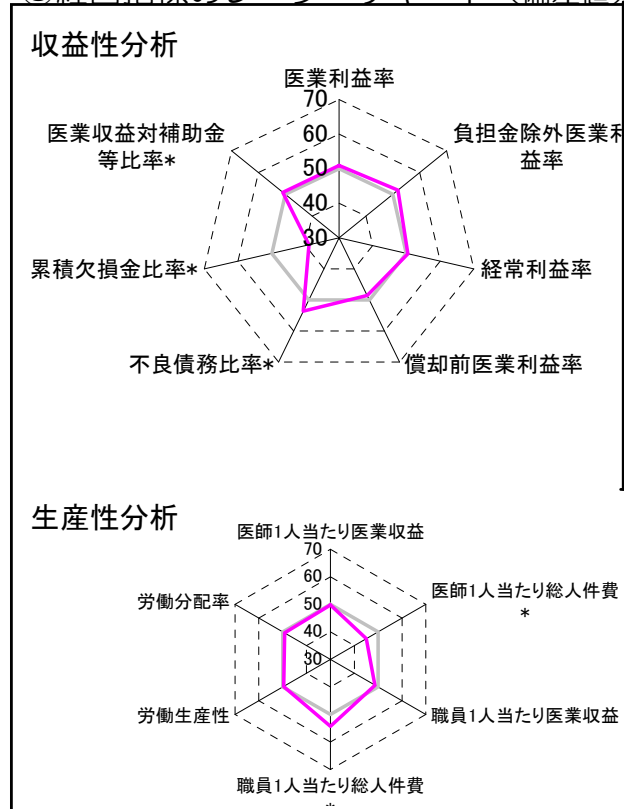 収益性分析
医業利益率
70
60
50
40
30
医業収益対補助金
等比率*
負担金除外医業利
益率
累積欠損金比率*
経常利益率
不良債務比率*
償却前医業利益率
生産性分析
医師1人当たり医業収益
70
60
50
40
30
労働分配率
医師1人当たり総人件費
*
労働生産性
職員1人当たり医業収益
職員1人当たり総人件費
*